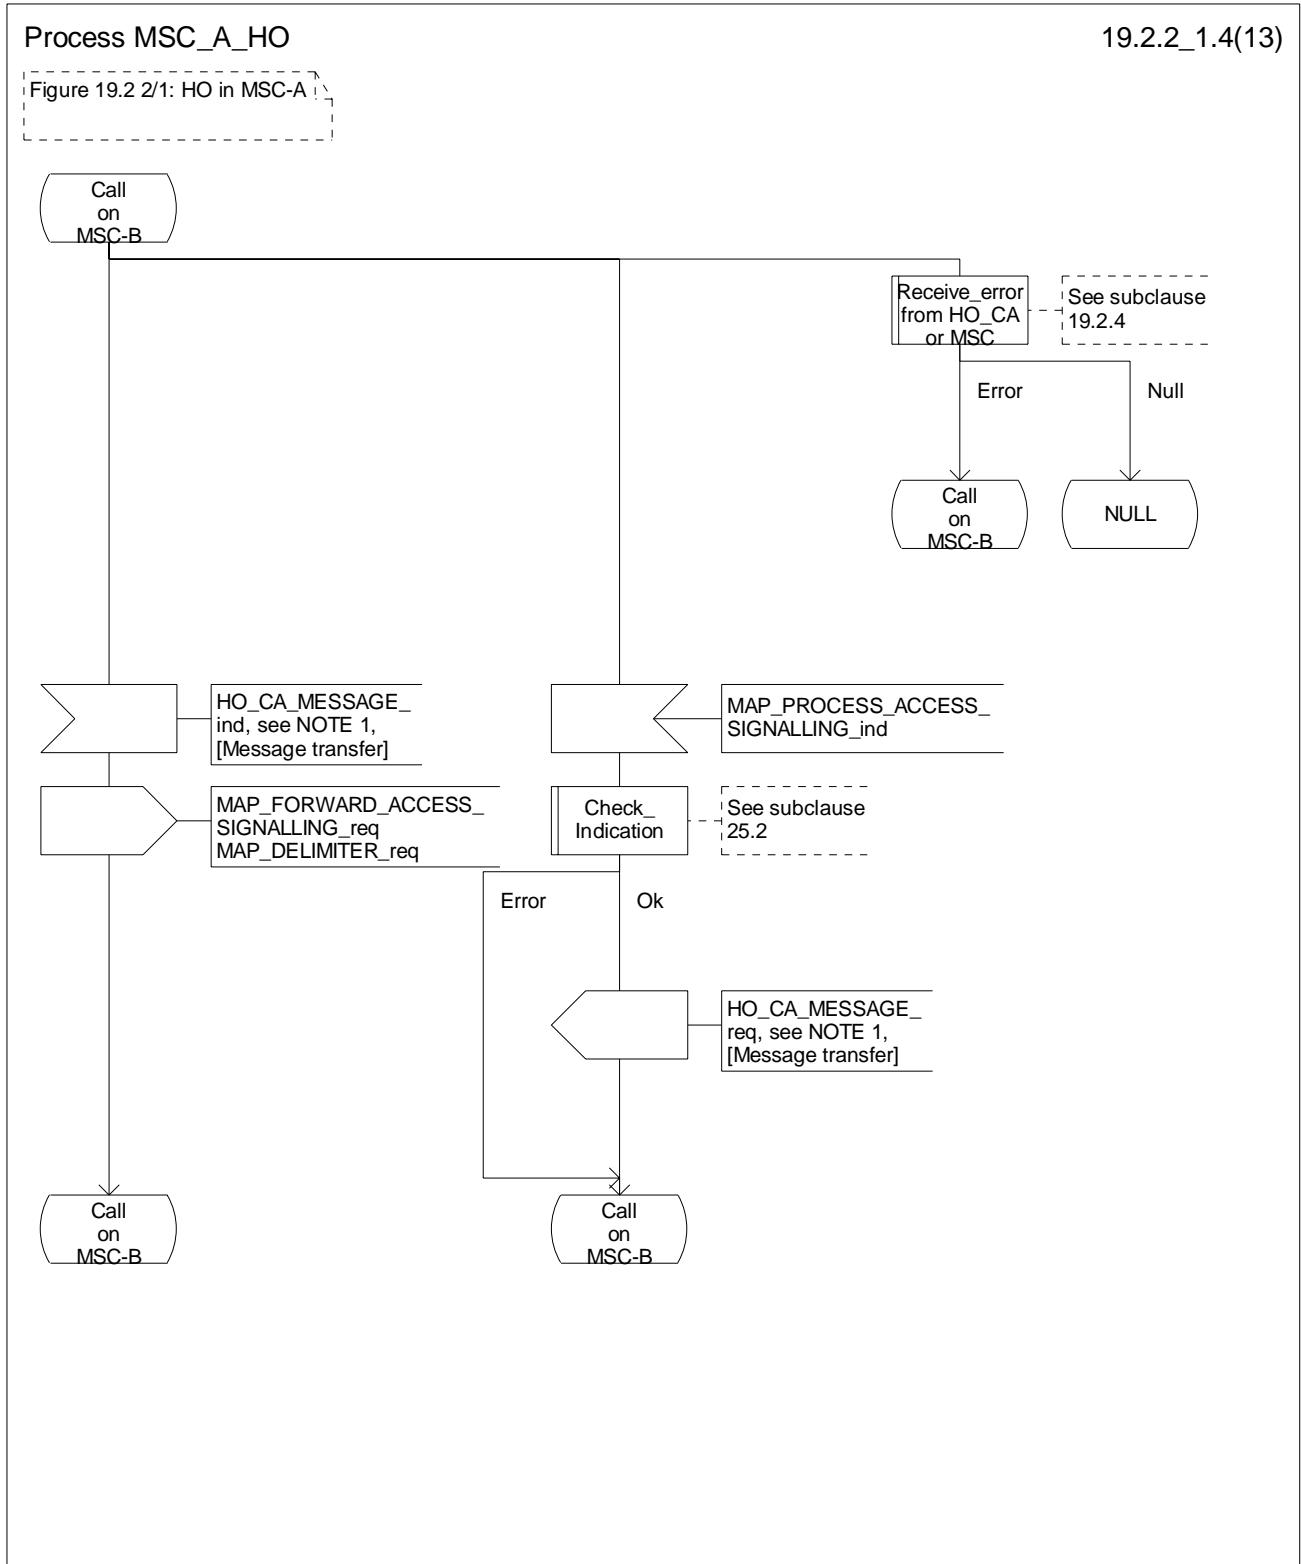 Process MSC_A_HO
19.2.2_1.4(13)
Figure 19.2 2/1: HO in MSC-A
Call
on
MSC-B
Receive_error
from HO_CA
or MSC
See subclause
19.2.4
Error
Null
Call
on
MSC-B
NULL
HO_CA_MESSAGE_
ind, see NOTE 1,
[Message transfer]
MAP_PROCESS_ACCESS_
SIGNALLING_ind
MAP_FORWARD_ACCESS_
SIGNALLING_req
MAP_DELIMITER_req
Check_
Indication
See subclause
25.2
Error
Ok
HO_CA_MESSAGE_
req, see NOTE 1,
[Message transfer]
Call
on
MSC-B
Call
on
MSC-B